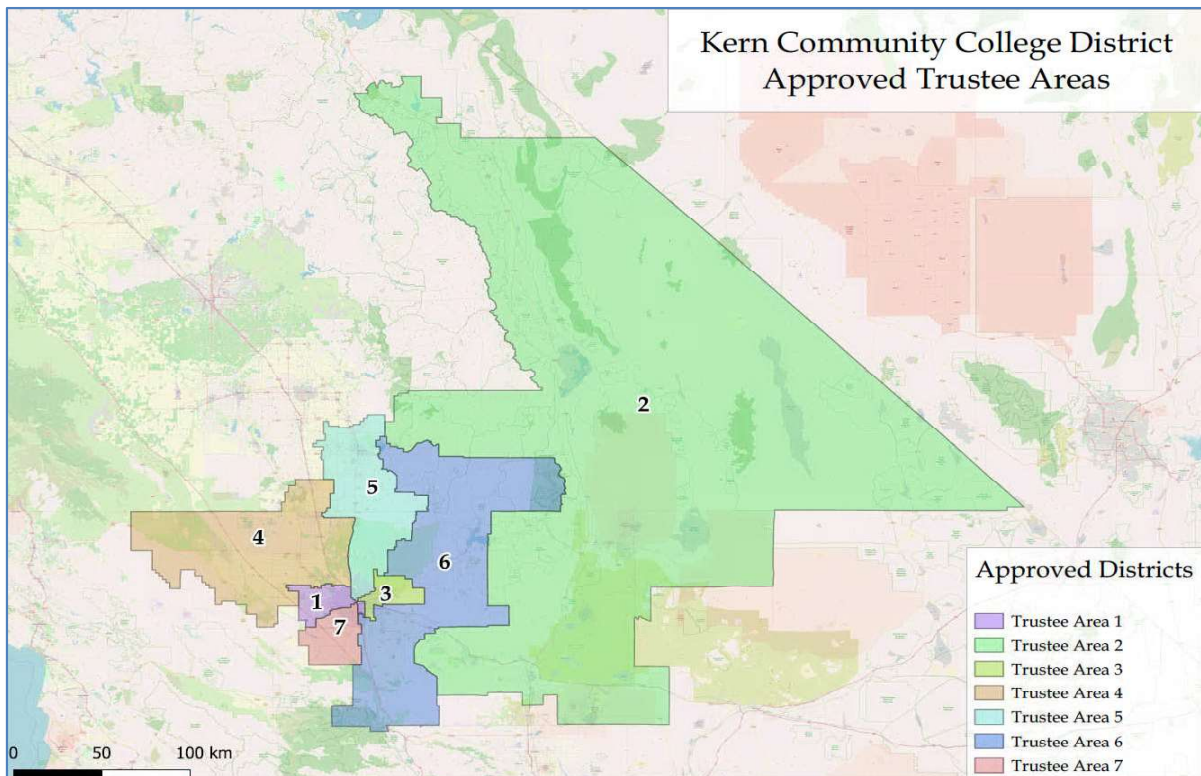 Kern Community College District
Approved Trustee Areas
2
5
4
6
3
1
7
Approved Districts
Trustee Area 1
Trustee Area 2
Trustee Area 3
Trustee Area 4
Trustee Area 5
Trustee Area 6
Trustee Area 7
0 50 100 km